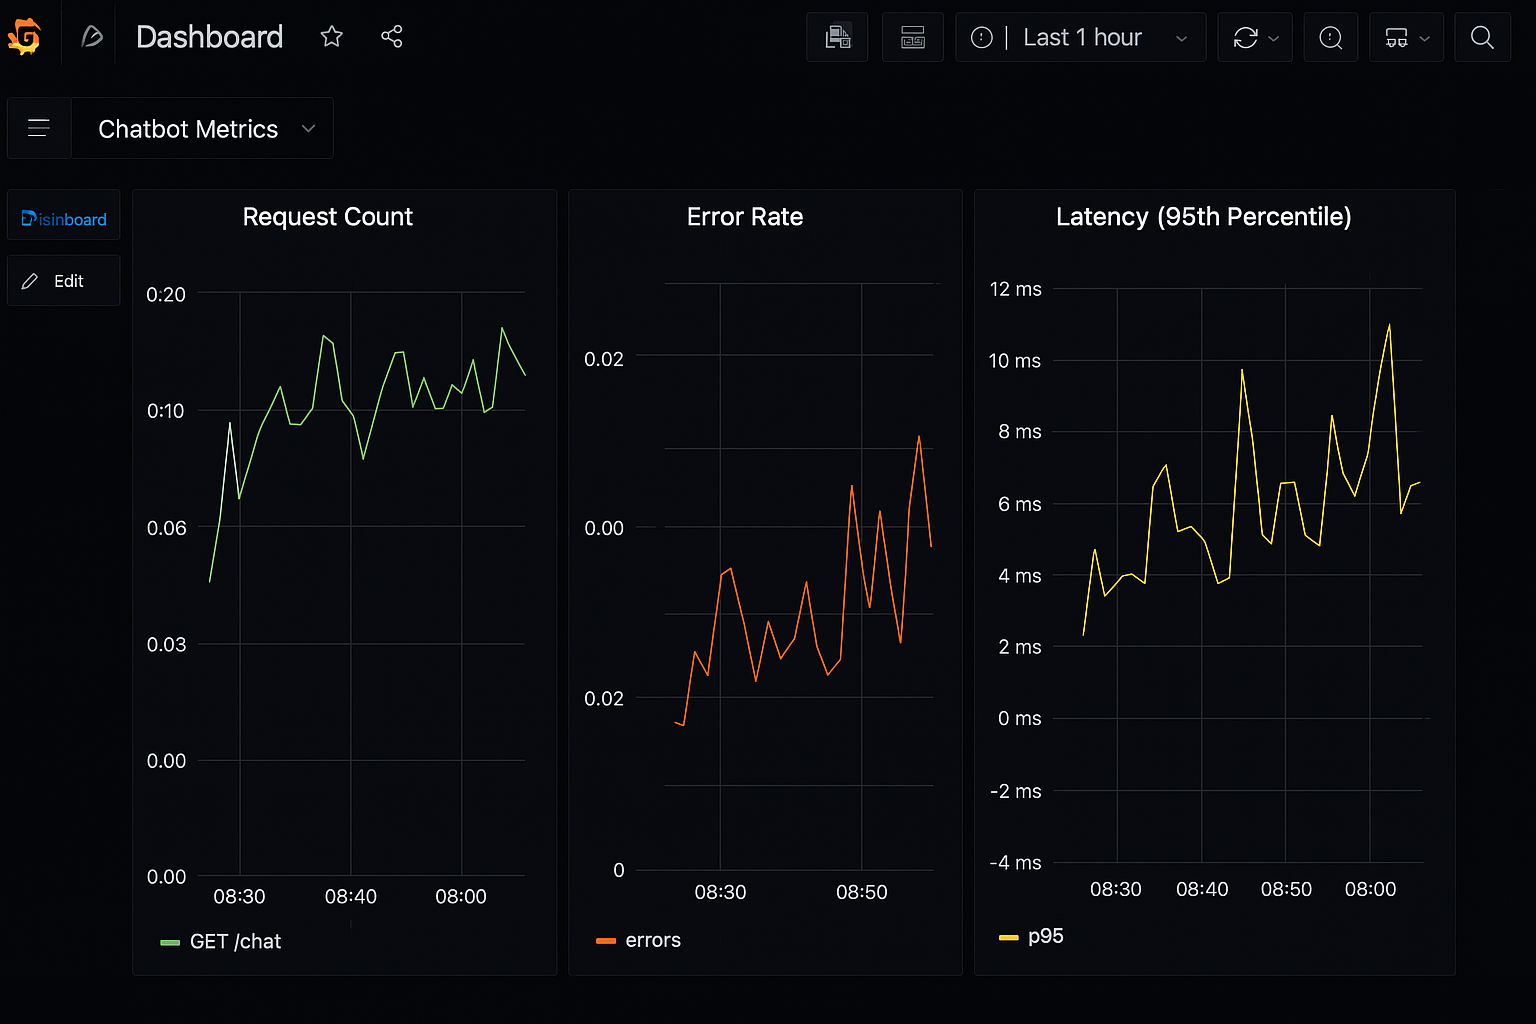 Dashboard
Last 1 hour
Chatbot Metrics
Disinboard
Edit
Request Count
0:20
0:10
0.06
0.03
0.00
0.00
08:30 08:40 08:00
GET /chat
Error Rate
0.02
0.00
0.02
0
08:30 08:50
errors
Latency (95th Percentile)
12 ms
10 ms
8 ms
6 ms
4 ms
2 ms
0 ms
-2 ms
-4 ms
08:30 08:40 08:50 08:00
p95